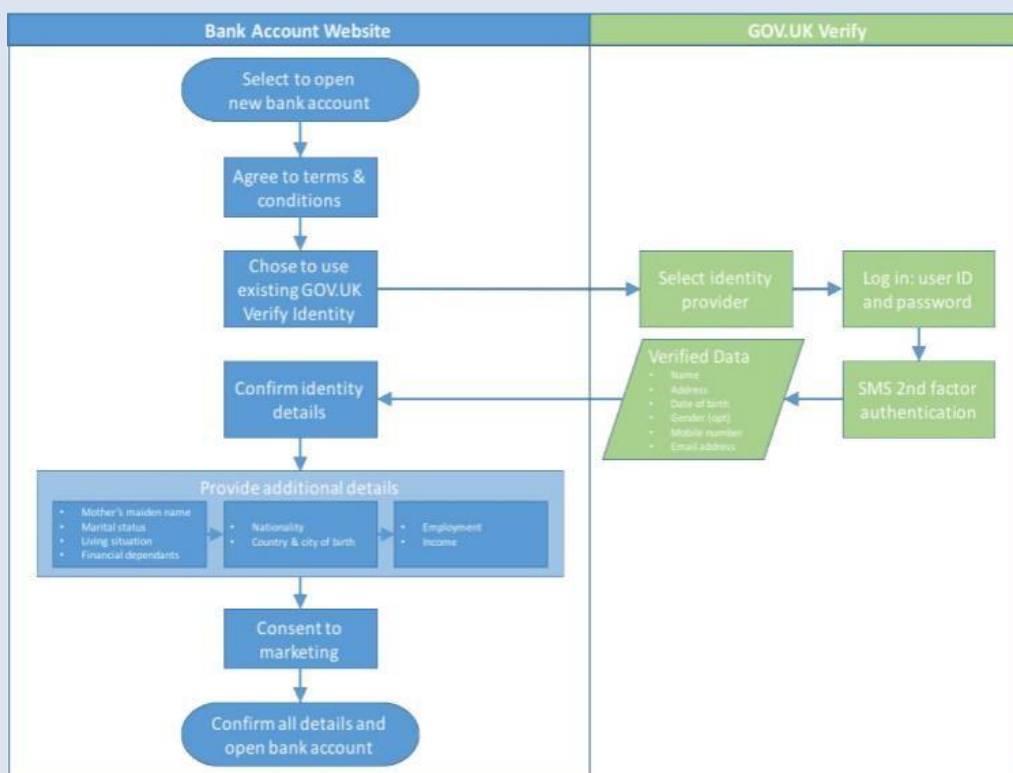 Bank Account Website
GOV.UK Verify
Select to open
new bank account
Agree to terms &
conditions
Chose to use
existing GOV.UK
Verify Identity
Select identity
provider
Log in: user ID
and password
SMS 2nd factor
authentication
Verified Data
• Name
• Address
• Date of birth
• Gender (opt)
• Mobile number
• Email address
Confirm identity
details
Provide additional details
• Mother's maiden name
• Marital status
• Living situation
• Financial dependants
• Nationality
• Country & city of birth
• Employment
• Income
Consent to
marketing
Confirm all details and
open bank account